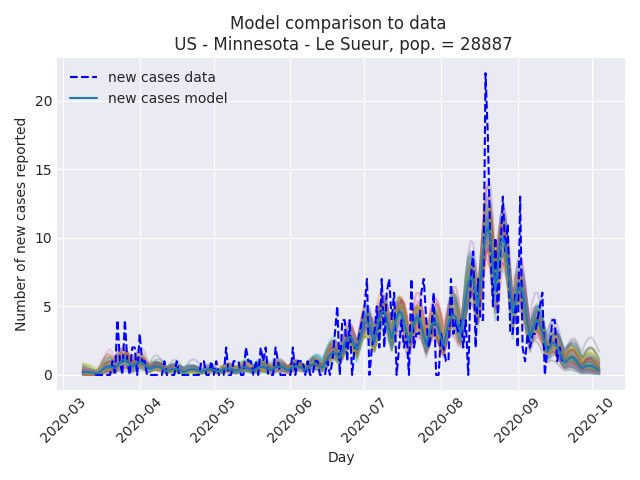 Model comparison to data
US - Minnesota - Le Sueur, pop. = 28887
new cases data
new cases model
Number of new cases reported
20
15
10
5
0
2020-03
2020-04
2020-05
2020-06
2020-07
2020-08
2020-09
2020-10
Day